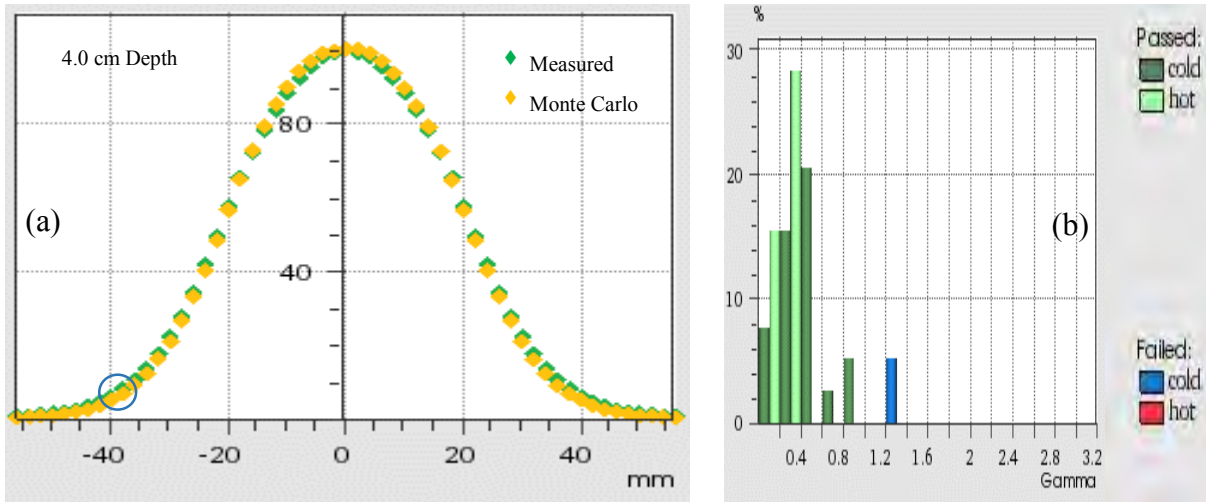 4.0 cm Depth
Measured
Monte Carlo
80
40
(a)
-40 -20 0 20 40
mm
%
30
20
10
0
(b)
0.4 0.8 1.2 1.6 2 2.4 2.8 3.2
Gamma
Passed:
cold
hot
Failed:
cold
hot